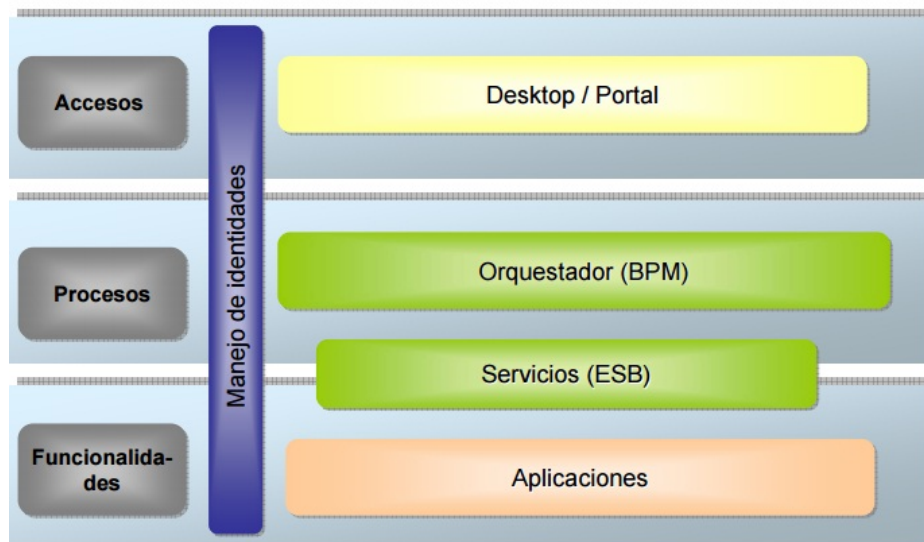 Accesos
Desktop / Portal
Manejo de identidades
Procesos
Orquestador (BPM)
Servicios (ESB)
Funcionalida-
des
Aplicaciones